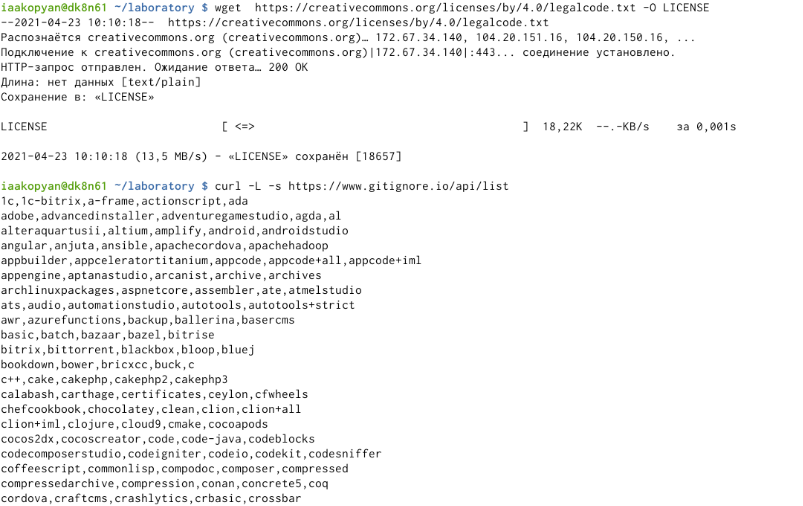 iaakopyan@dk8n61 ~/laboratory $ wget  https://creativecommons.org/licenses/by/4.0/legalcode.txt -O LICENSE
--2021-04-23 10:10:18--  https://creativecommons.org/licenses/by/4.0/legalcode.txt
Распознаётся creativecommons.org (creativecommons.org)… 172.67.34.140, 104.20.151.16, 104.20.150.16, ...
Подключение к creativecommons.org (creativecommons.org)|172.67.34.140|:443... соединение установлено.
HTTP-запрос отправлен. Ожидание ответа… 200 OK
Длина: нет данных [text/plain]
Сохранение в: «LICENSE»
LICENSE                        [ <=>                                     ]  18,22K  --.-KB/s    за 0,001s
2021-04-23 10:10:18 (13,5 MB/s) - «LICENSE» сохранён [18657]
iaakopyan@dk8n61 ~/laboratory $ curl -L -s https://www.gitignore.io/api/list
1c,1c-bitrix,a-frame,actionscript,ada
adobe,advancedinstaller,adventuregamestudio,agda,al
alteraquartusii,altium,amplify,android,androidstudio
angular,anjuta,ansible,apachecordova,apachehadoop
appbuilder,appceleratortitanium,appcode,appcode+all,appcode+iml
appengine,aptanastudio,arcanist,archive,archives
archlinuxpackages,aspnetcore,assembler,ate,atmelstudio
ats,audio,automationstudio,autotools,autotools+strict
awr,azurefunctions,backup,ballerina,basercms
basic,batch,bazaar,bazel,bitrise
bitrix,bittorrent,blackbox,bloop,bluej
bookdown,bower,bricxcc,buck,c
c++,cake,cakephp,cakephp2,cakephp3
calabash,carthage,certificates,ceylon,cfwheels
chefcookbook,chocolatey,clean,clion,clion+all
clion+iml,clojure,cloud9,cmake,cocoapods
cocos2dx,cocoscreator,code,code-java,codeblocks
codecomposerstudio,codeigniter,codeio,codekit,codesniffer
coffeescript,commonlisp,compodoc,composer,compressed
compressedarchive,compression,conan,concrete5,coq
cordova,craftcms,crashlytics,crbasic,crossbar